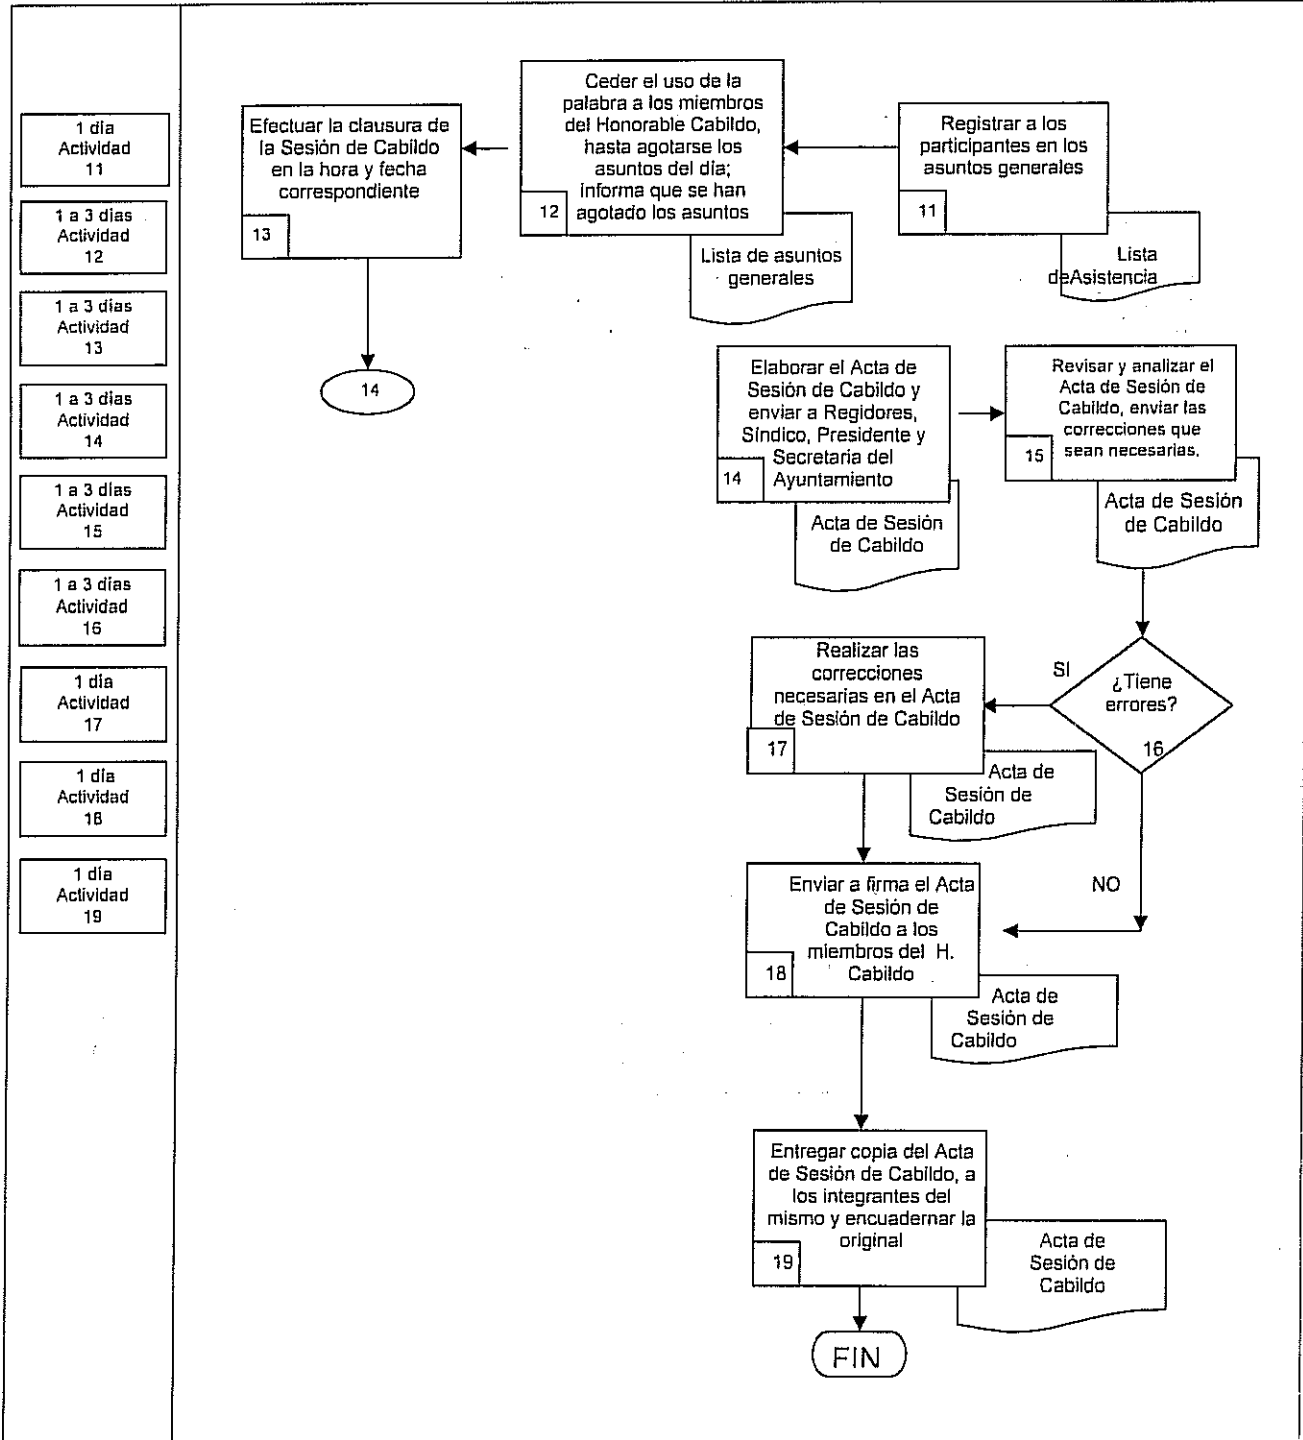 1 día
Actividad
11
1 a 3 días
Actividad
12
1 a 3 días
Actividad
13
1 a 3 días
Actividad
14
1 a 3 días
Actividad
15
1 a 3 días
Actividad
16
1 día
Actividad
17
1 día
Actividad
18
1 día
Actividad
19
Efectuar la clausura de
la Sesión de Cabildo
en la hora y fecha
correspondiente
13
Ceder el uso de la
palabra a los miembros
del Honorable Cabildo,
hasta agotarse los
asuntos del día;
informa que se han
agotado los asuntos
12
Lista de asuntos
generales
Registrar a los
participantes en los
asuntos generales
11
Lista
deAsistencia
14
Elaborar el Acta de
Sesión de Cabildo y
enviar a Regidores,
Síndico, Presidente y
Secretaria del
Ayuntamiento
14
Acta de Sesión
de Cabildo
Revisar y analizar el
Acta de Sesión de
Cabildo, enviar las
correcciones que
sean necesarias.
15
Acta de Sesión
de Cabildo
¿Tiene
errores?
16
SI
Realizar las
correcciones
necesarias en el Acta
de Sesión de Cabildo
17
Acta de
Sesión de
Cabildo
NO
Enviar a firma el Acta
de Sesión de
Cabildo a los
miembros del H.
Cabildo
18
Acta de
Sesión de
Cabildo
Entregar copia del Acta
de Sesión de Cabildo, a
los integrantes del
mismo y encuadernar la
original
19
Acta de
Sesión de
Cabildo
FIN